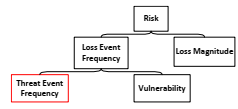 Risk
Loss Event
Frequency
Loss Magnitude
Threat Event
Frequency
Vulnerability